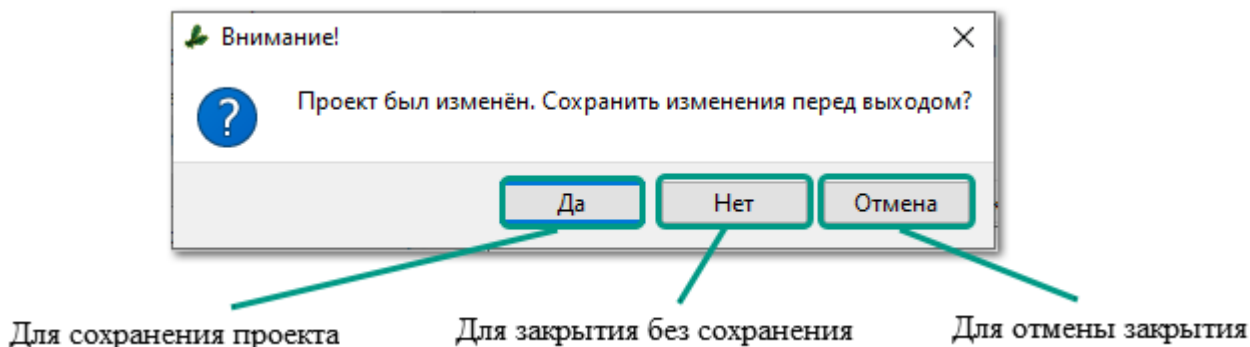 Внимание!
Проект был изменён. Сохранить изменения перед выходом?
Да
Нет
Отмена
Для сохранения проекта
Для закрытия без сохранения
Для отмены закрытия